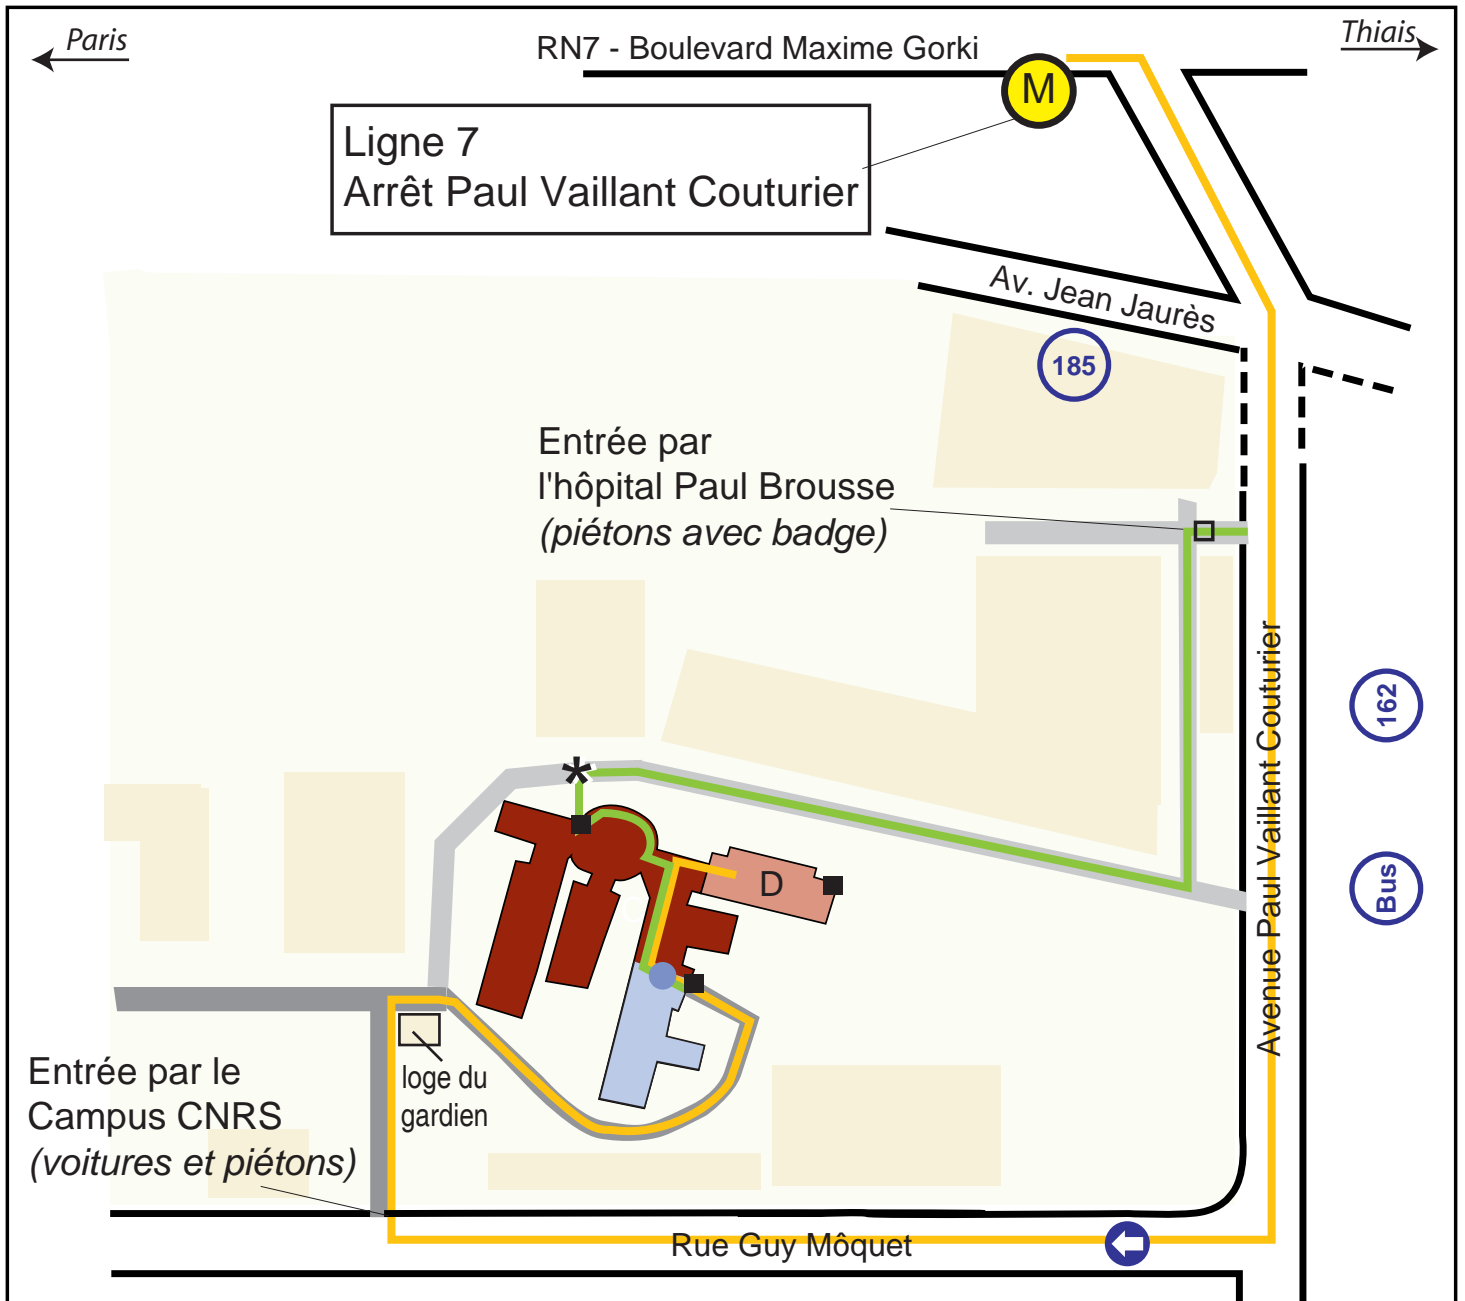 Paris
Thiais
RN7 - Boulevard Maxime Gorki
M
Ligne 7
Arrêt Paul Vaillant Couturier
Av. Jean Jaurès
185
Entrée par
l'hôpital Paul Brousse
(piétons avec badge)
Avenue Paul Vaillant Couturier
162
Bus
*
D
loge du
gardien
Entrée par le
Campus CNRS
(voitures et piétons)
Rue Guy Môquet